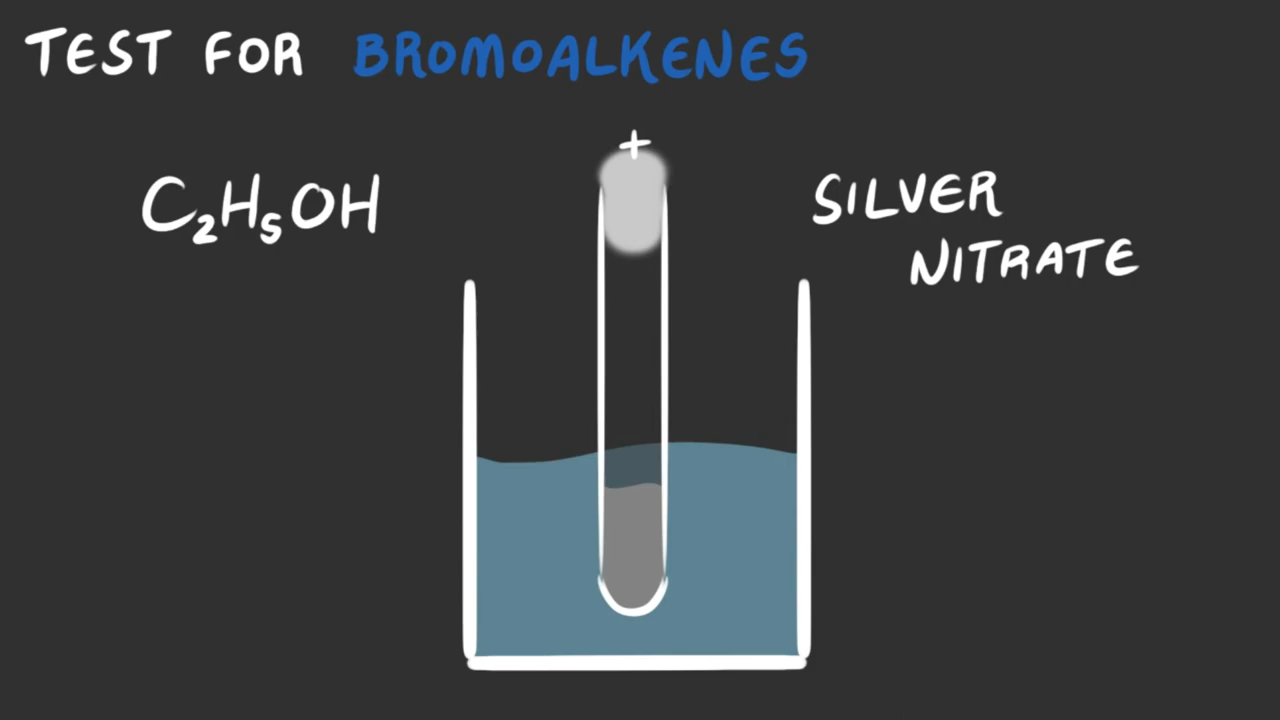 TEST FOR BROMOALKENES
+
C₂H₅OH
SILVER
NITRATE